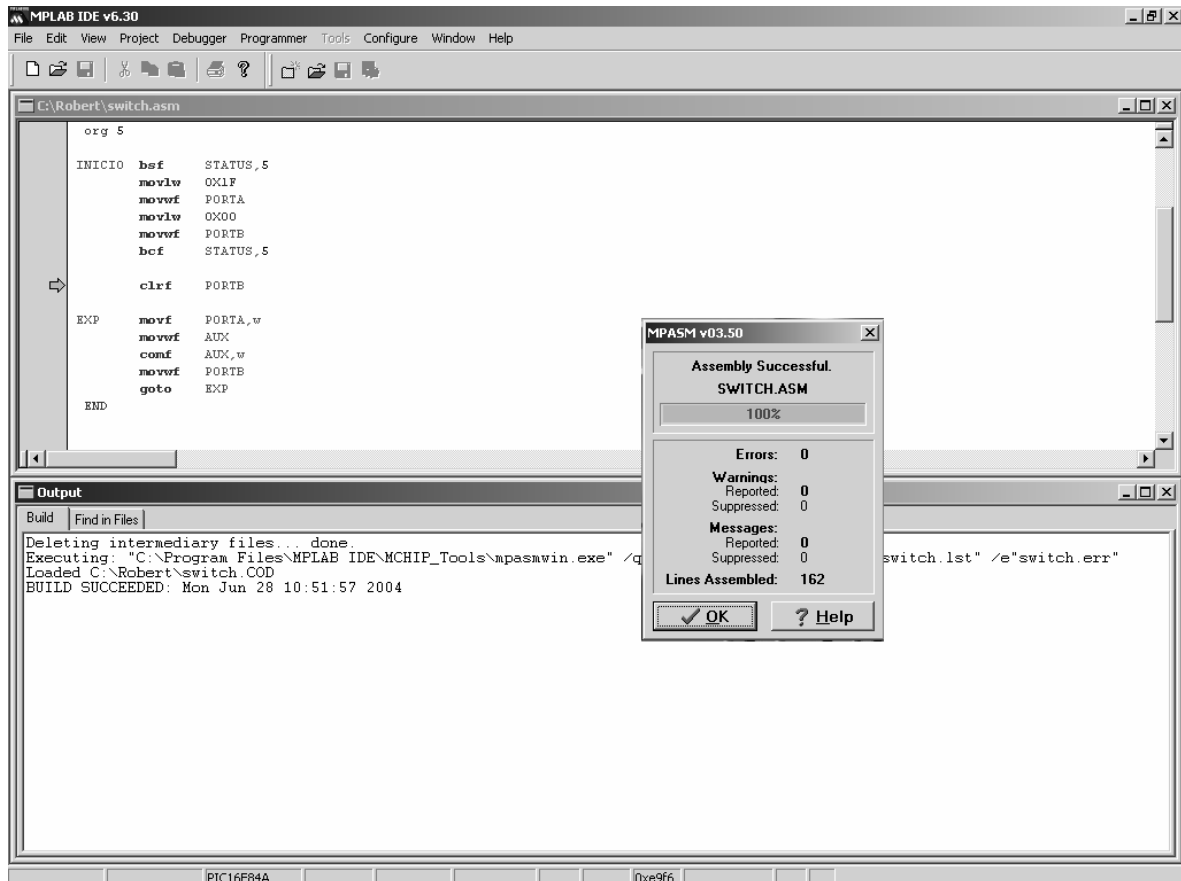 MPLAB IDE v6.30
File Edit View Project Debugger Programmer Tools Configure Window Help
C:\Robert\switch.asm
org 5
INICIO bsf STATUS,5
movlw 0X1F
movwf PORTA
movlw 0X00
movwf PORTB
bcf STATUS,5
clrf PORTB
EXP movf PORTA,w
movwf AUX
comf AUX,w
movwf PORTB
goto EXP
END
MPASM v03.50
Assembly Successful.
SWITCH.ASM
100%
Errors: 0
Warnings:
Reported: 0
Suppressed: 0
Messages:
Reported: 0
Suppressed: 0
Lines Assembled: 162
OK ? Help
Output
Build Find in Files
Deleting intermediary files... done.
Executing: "C:\Program Files\MPLAB IDE\MCHIP_Tools\mpasmwin.exe" /q switch.lst" /e"switch.err"
Loaded C:\Robert\switch.COD
BUILD SUCCEEDED: Mon Jun 28 10:51:57 2004
PIC16F84A 0xe9f6